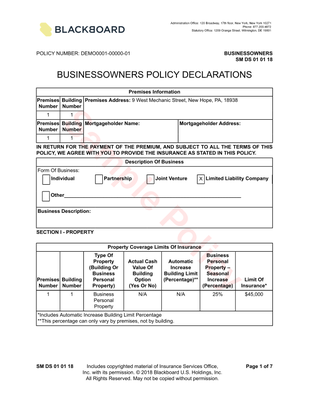 BLACKBOARD
Administration Office: 120 Broadway, 17th floor, New York, New York 10271
Statutory Office: 1209 Orange Street, Wilmington, DE 19801
POLICY NUMBER: DEMO0001-00000-01
BUSINESSOWNERS
SM DS 01 01 18
BUSINESSOWNERS POLICY DECLARATIONS
Premises Information
Premises Number
Building Number
Premises Address: 9 West Mechanic Street, New Hope, PA, 18938
1 1
Premises Number
Building Number
Mortgageholder Name:
Mortgageholder Address:
1 1
IN RETURN FOR THE PAYMENT OF THE PREMIUM, AND SUBJECT TO ALL THE TERMS OF THIS
POLICY, WE AGREE WITH YOU TO PROVIDE THE INSURANCE AS STATED IN THIS POLICY.
Description Of Business
Form Of Business:
Individual
Partnership
Joint Venture
X Limited Liability Company
Other
Business Description:
SECTION I - PROPERTY
Property Coverage Limits Of Insurance
Premises Number
Building Number
Type Of Property (Building Or Business Personal Property)
Actual Cash Value Of Building Option (Yes Or No)
Automatic Increase Building Limit (Percentage)**
Business Personal Property – Seasonal Increase (Percentage)
Limit Of Insurance*
1 1 Business Personal Property N/A N/A 25% $45,000
*Includes Automatic Increase Building Limit Percentage
**This percentage can only vary by premises, not by building.
Sample Policy
SM DS 01 01 18
Includes copyrighted material of Insurance Services Office,
Inc. with its permission. © 2018 Blackboard U.S. Holdings, Inc
All Rights Reserved. May not be copied without permission.
Page 1 of 7